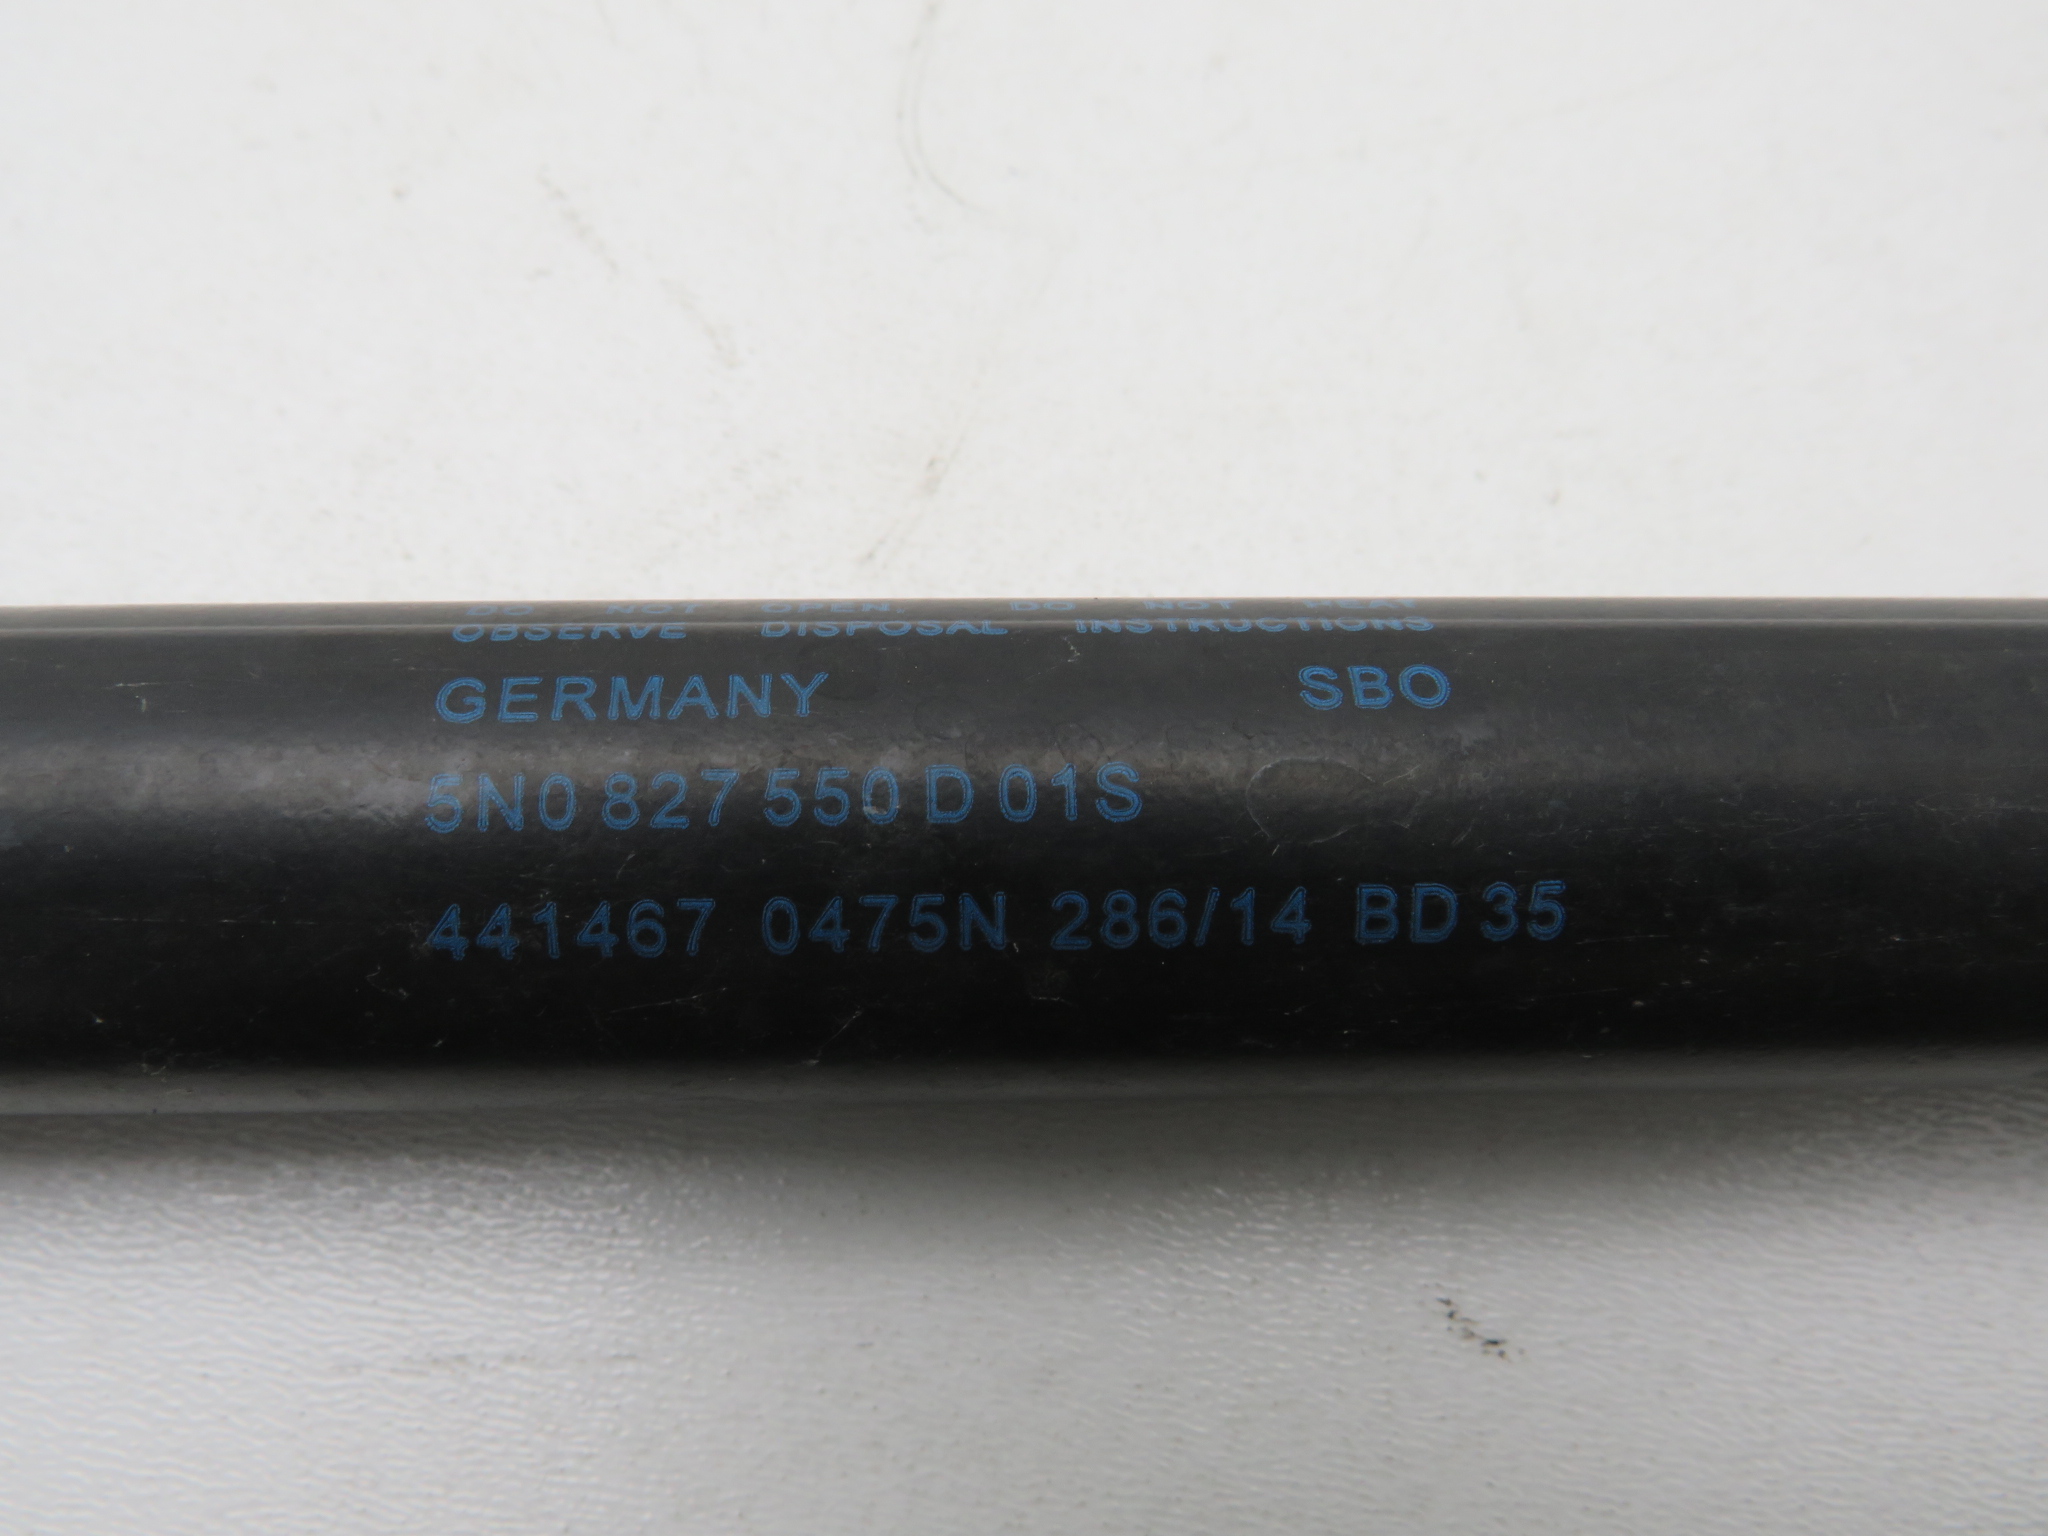 DO NOT OPEN. DO NOT HEAT
OBSERVE DISPOSAL INSTRUCTIONS
GERMANY SBO
5N0 827 550 D 01S
441467 0475N 286/14 BD 35